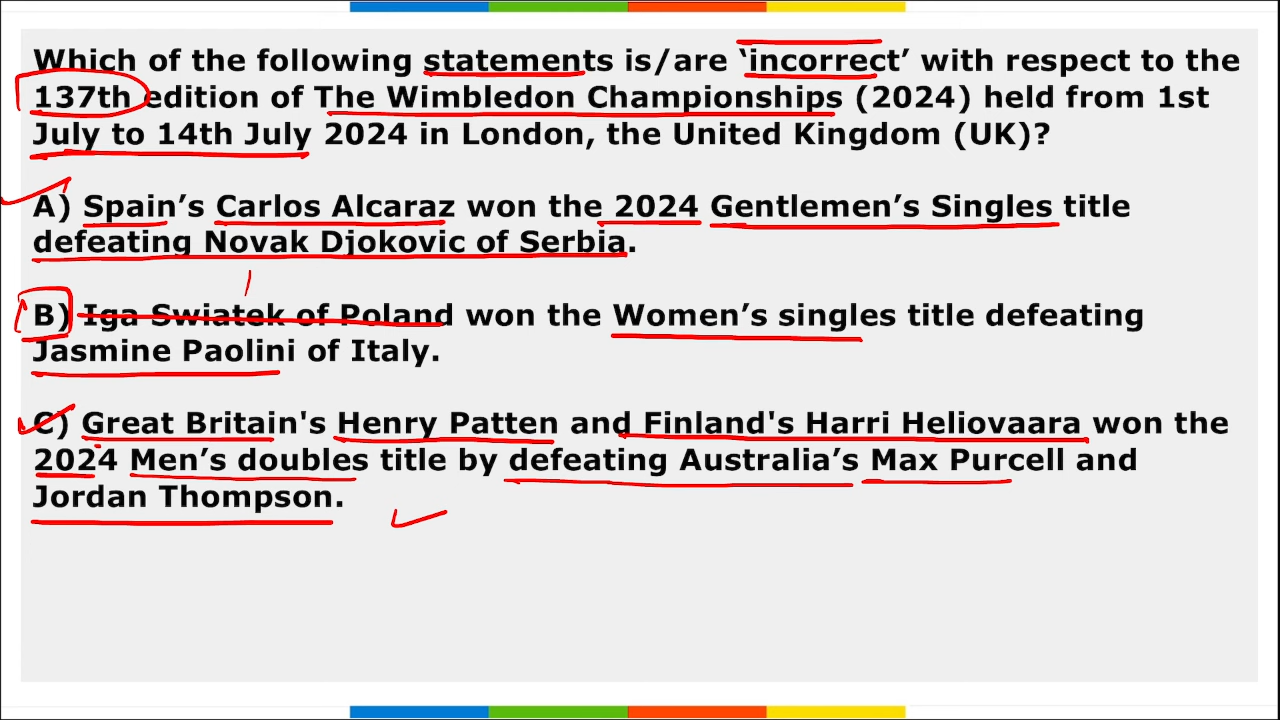 Which of the following statements is/are ‘incorrect’ with respect to the
137th edition of The Wimbledon Championships (2024) held from 1st
July to 14th July 2024 in London, the United Kingdom (UK)?
A) Spain’s Carlos Alcaraz won the 2024 Gentlemen’s Singles title
defeating Novak Djokovic of Serbia.
B) Iga Swiatek of Poland won the Women’s singles title defeating
Jasmine Paolini of Italy.
C) Great Britain's Henry Patten and Finland's Harri Heliovaara won the
2024 Men’s doubles title by defeating Australia’s Max Purcell and
Jordan Thompson.